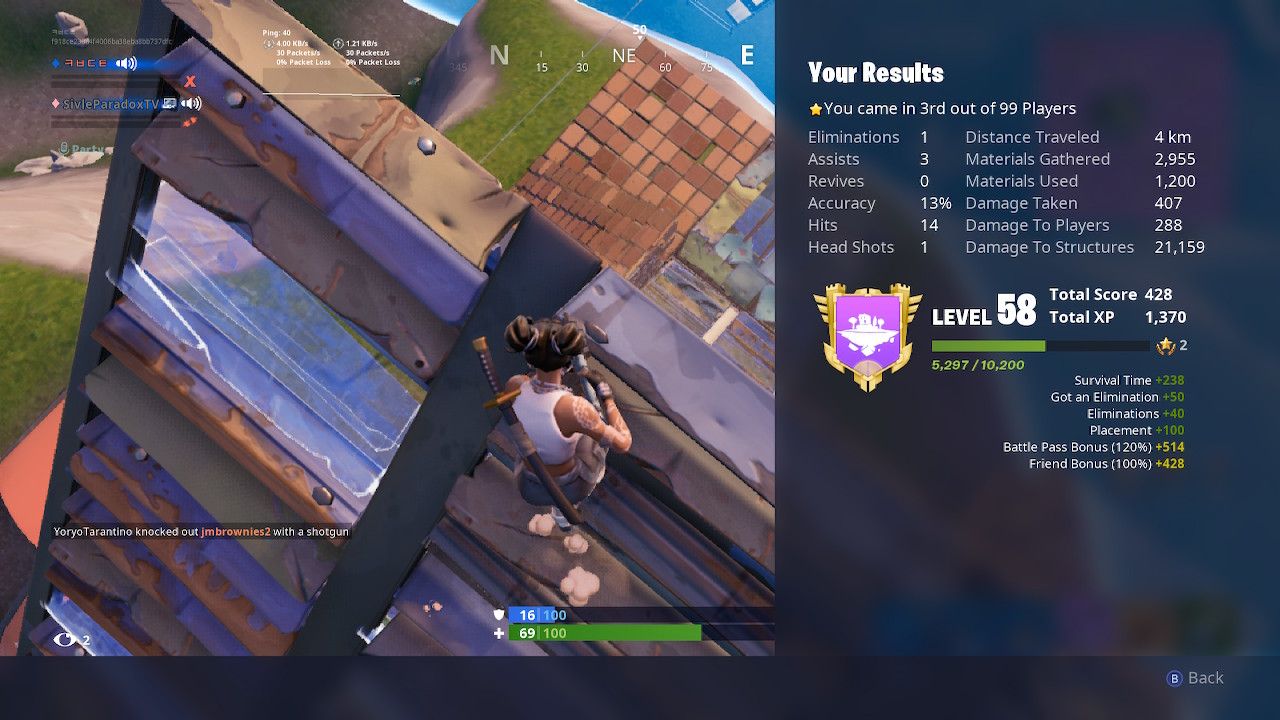 Ping: 40
4.00 KB/s 1.21 KB/s
30 Packets/s 30 Packets/s
0% Packet Loss 0% Packet Loss
50
345 N 15 30 NE 60 75 E
SivleParadoxTV
Party
YoryoTarantino knocked out jmbrownies2 with a shotgun
2
16 100
69 100
Your Results
You came in 3rd out of 99 Players
Eliminations 1 Distance Traveled 4 km
Assists 3 Materials Gathered 2,955
Revives 0 Materials Used 1,200
Accuracy 13% Damage Taken 407
Hits 14 Damage To Players 288
Head Shots 1 Damage To Structures 21,159
LEVEL 58
Total Score 428
Total XP 1,370
2
5,297 / 10,200
Survival Time +238
Got an Elimination +50
Eliminations +40
Placement +100
Battle Pass Bonus (120%) +514
Friend Bonus (100%) +428
B Back